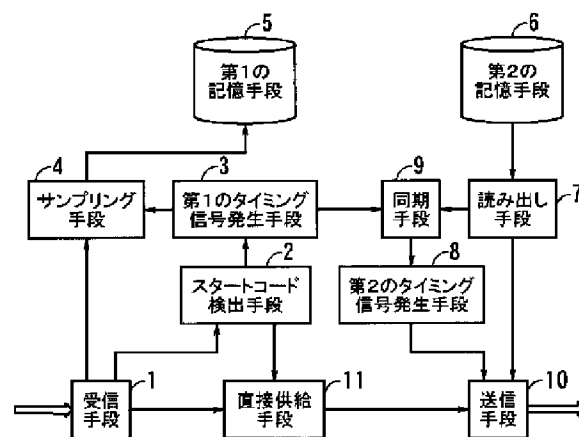 5
第1の
記憶手段
6
第2の
記憶手段
4
サンプリング
手段
3
第1のタイミング
信号発生手段
9
同期
手段
読み出し
手段
7
2
スタートコード
検出手段
8
第2のタイミング
信号発生手段
1
受信
手段
11
直接供給
手段
10
送信
手段